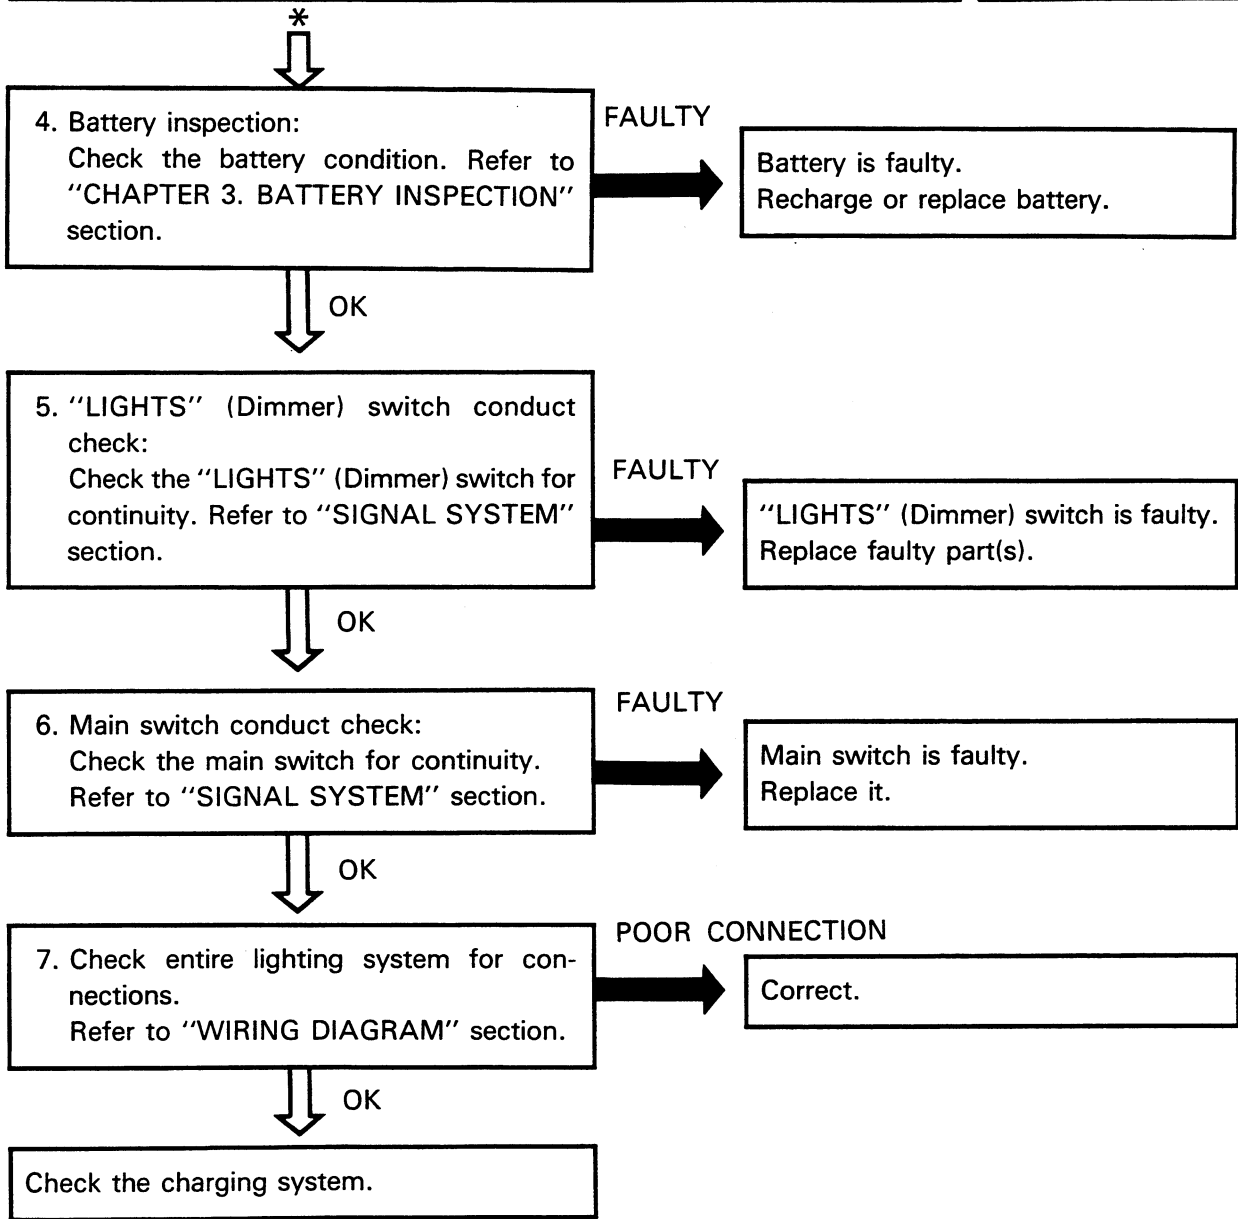 *
4. Battery inspection:
Check the battery condition. Refer to
"CHAPTER 3. BATTERY INSPECTION"
section.
FAULTY
Battery is faulty.
Recharge or replace battery.
OK
5. "LIGHTS" (Dimmer) switch conduct
check:
Check the "LIGHTS" (Dimmer) switch for
continuity. Refer to "SIGNAL SYSTEM"
section.
FAULTY
"LIGHTS" (Dimmer) switch is faulty.
Replace faulty part(s).
OK
6. Main switch conduct check:
Check the main switch for continuity.
Refer to "SIGNAL SYSTEM" section.
FAULTY
Main switch is faulty.
Replace it.
OK
7. Check entire lighting system for con-
nections.
Refer to "WIRING DIAGRAM" section.
POOR CONNECTION
Correct.
OK
Check the charging system.